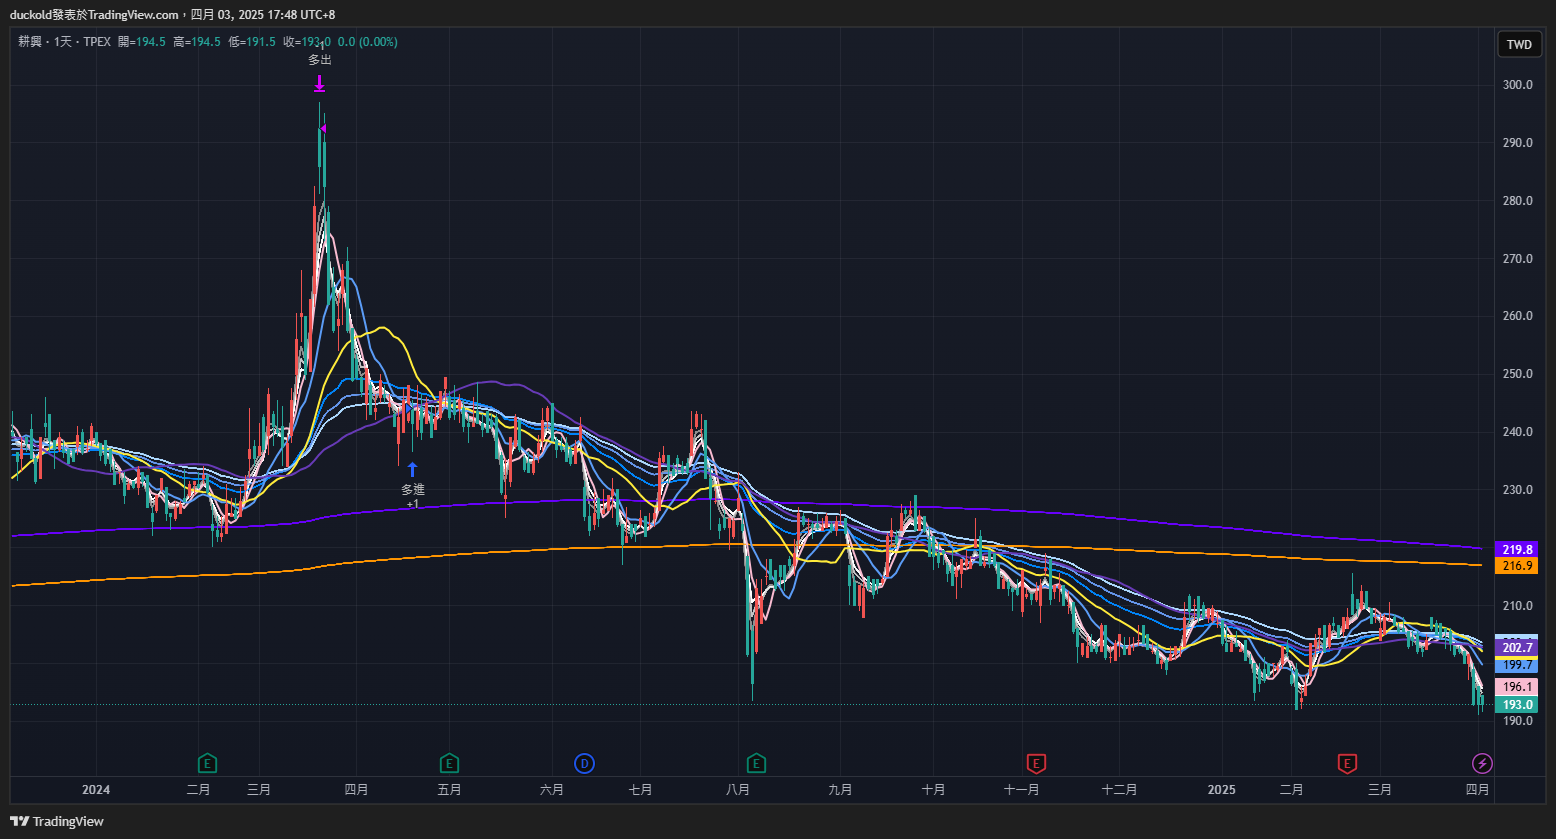 duckold發表於TradingView.com，四月 03, 2025 17:48 UTC+8
耕興 · 1天 · TPEX 開=194.5 高=194.5 低=191.5 收=193.0 0.0 (0.00%)
TWD
-1
多出
300.0
290.0
280.0
270.0
260.0
250.0
240.0
230.0
多進
+1
219.8
216.9
210.0
202.7
199.7
196.1
193.0
190.0
E
E
D
E
E
E
2024
二月
三月
四月
五月
六月
七月
八月
九月
十月
十一月
十二月
2025
二月
三月
四月
TradingView